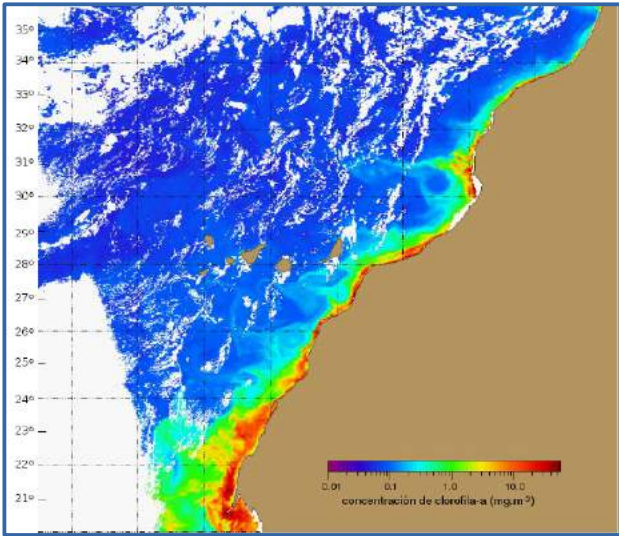 35º
34º
33º
32º
31º
30º
29º
28º
27º
26º
25º
24º
23º
22º
21º
0.01 0.1 1.0 10.0
concentración de clorofila-a (mg.m⁻³)